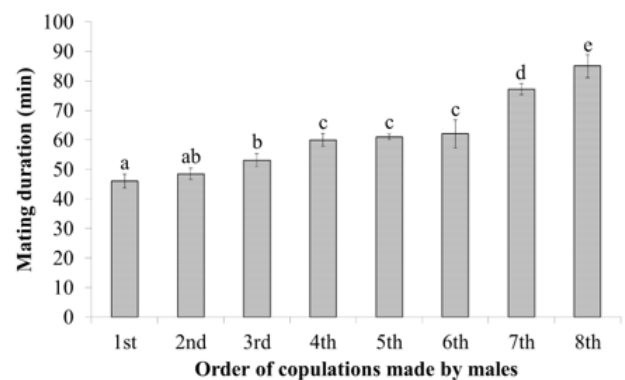 Mating duration (min)
100
90
80
70
60
50
40
30
20
10
0
a
ab
b
c
c
c
d
e
1st 2nd 3rd 4th 5th 6th 7th 8th
Order of copulations made by males